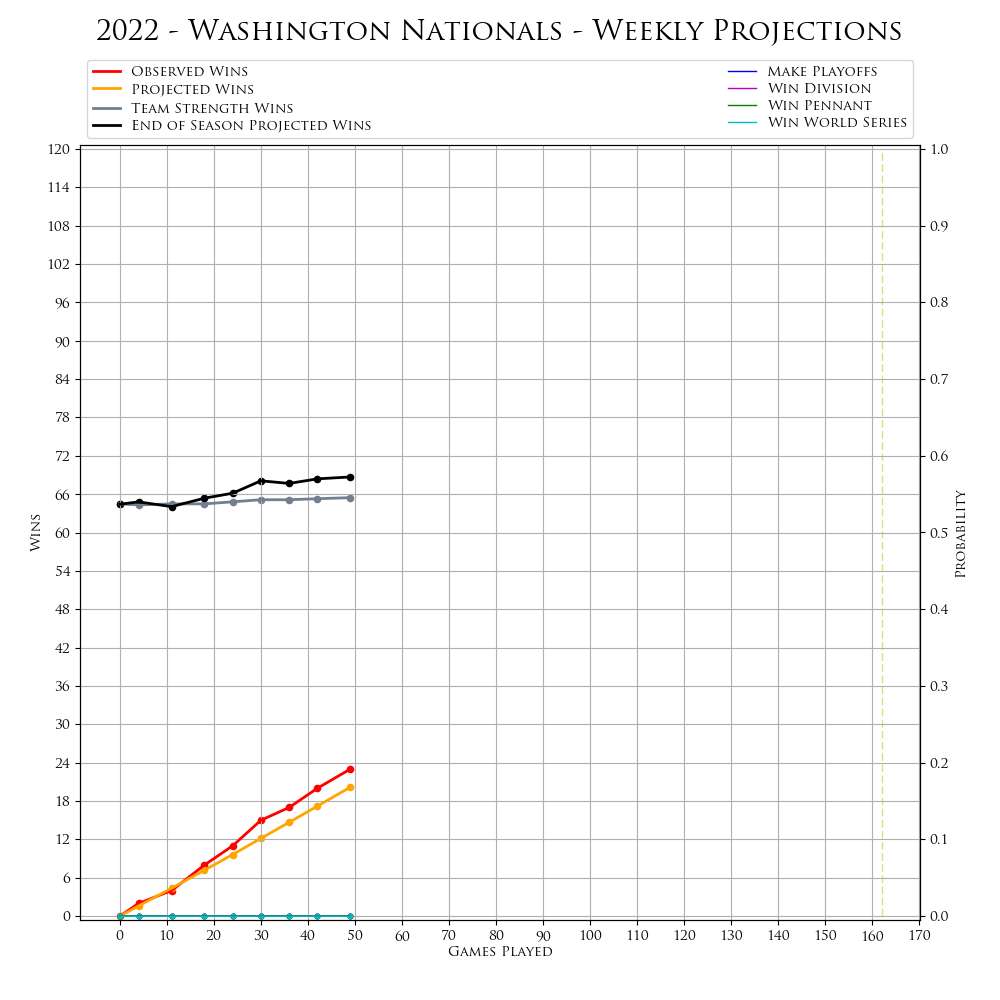 2022 - Washington Nationals - Weekly Projections
Observed Wins
Projected Wins
Team Strength Wins
End of Season Projected Wins
Make Playoffs
Win Division
Win Pennant
Win World Series
120
114
108
102
96
90
84
78
72
66
60
54
48
42
36
30
24
18
12
6
0
Wins
1.0
0.9
0.8
0.7
0.6
0.5
0.4
0.3
0.2
0.1
0.0
Probability
0 10 20 30 40 50 60 70 80 90 100 110 120 130 140 150 160 170
Games Played